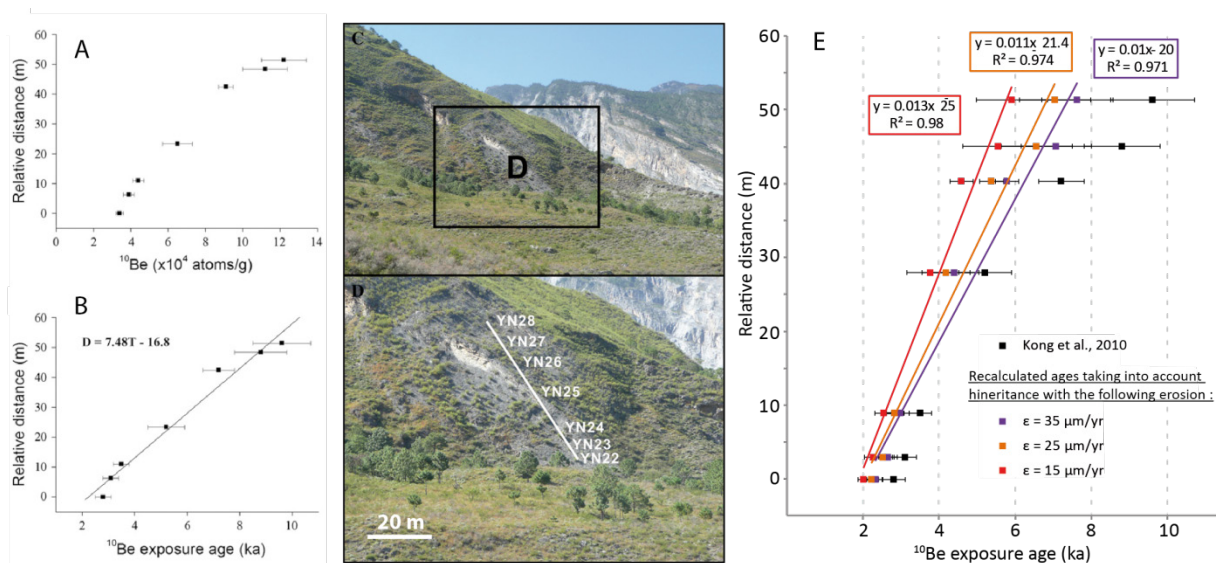 A
Relative distance (m)
60
50
40
30
20
10
0
0 2 4 6 8 10 12 14
¹⁰Be (x10⁴ atoms/g)
B
D = 7.48T - 16.8
Relative distance (m)
60
50
40
30
20
10
0
2 4 6 8 10
¹⁰Be exposure age (ka)
C
D
D
YN28
YN27
YN26
YN25
YN24
YN23
YN22
20 m
E
y = 0.011x - 21.4
R² = 0.974
y = 0.01x - 20
R² = 0.971
y = 0.013x - 25
R² = 0.98
Relative distance (m)
60
50
40
30
20
10
0
Kong et al., 2010
Recalculated ages taking into account
hineritance with the following erosion :
ε = 35 μm/yr
ε = 25 μm/yr
ε = 15 μm/yr
2 4 6 8 10
¹⁰Be exposure age (ka)